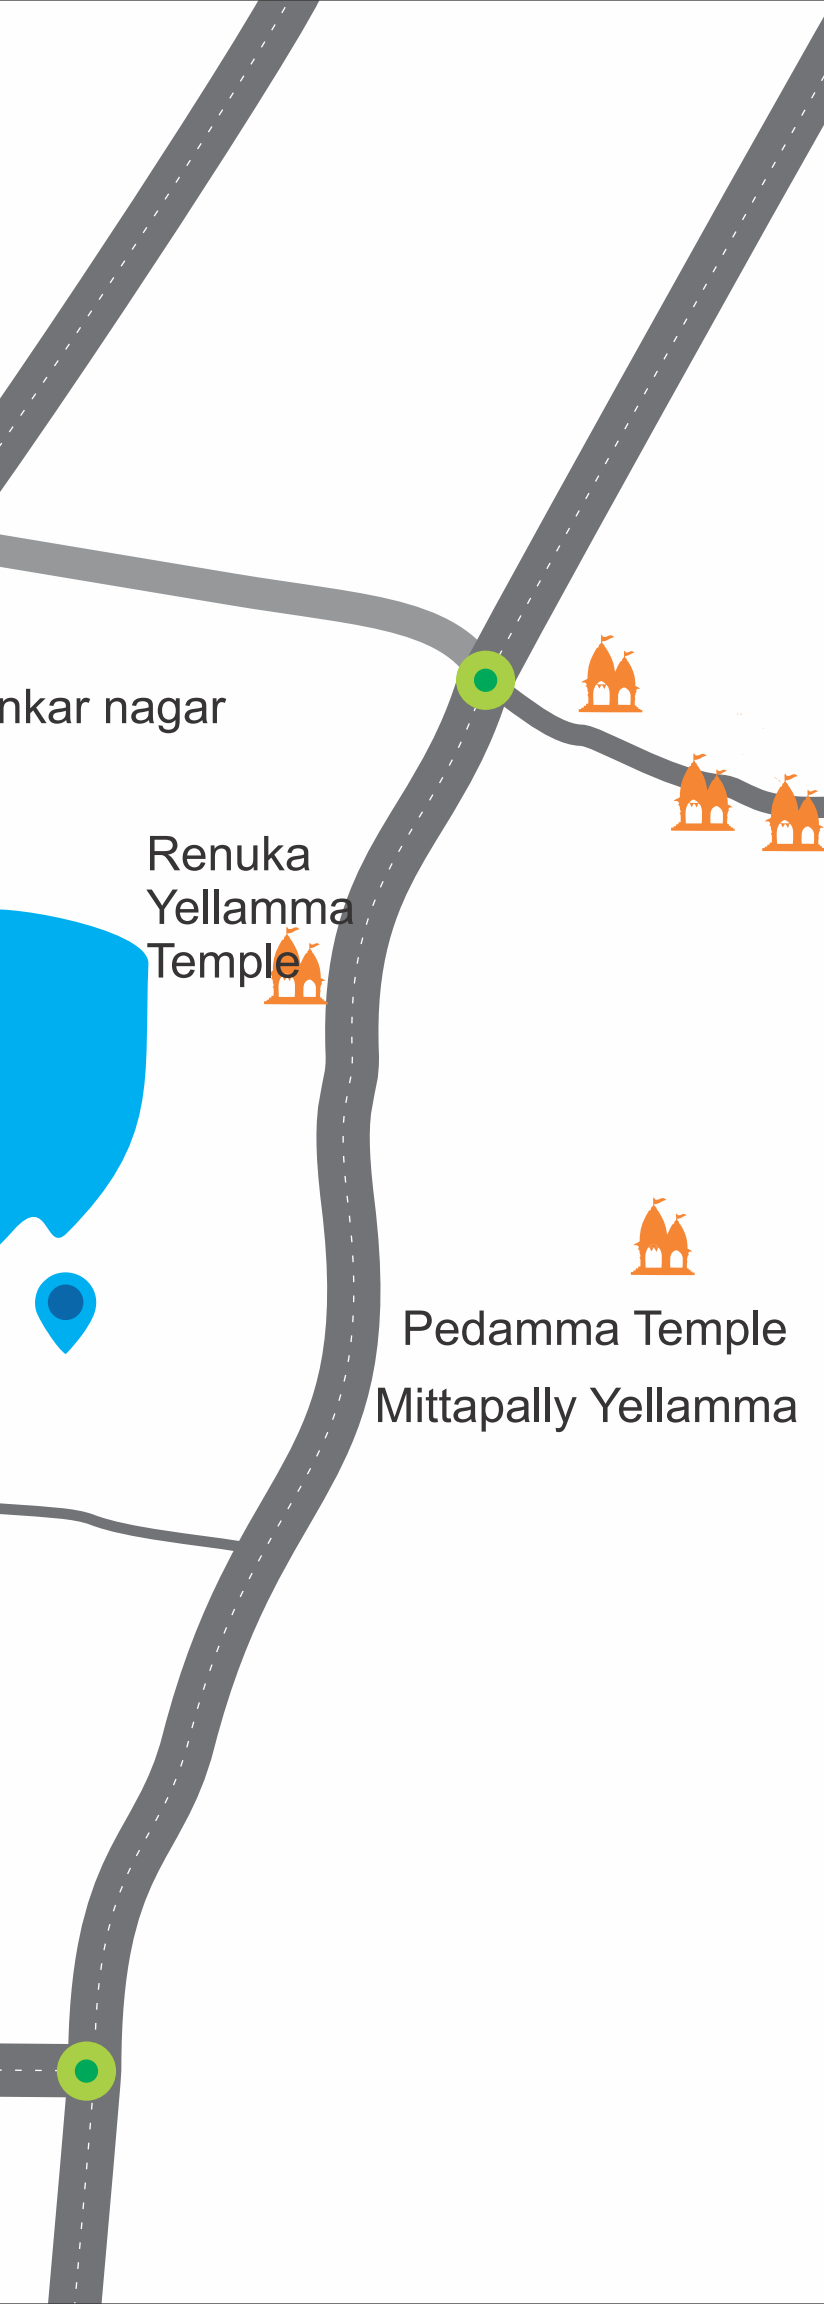 nkar nagar
Renuka
Yellamma
Temple
Pedamma Temple
Mittapally Yellamma